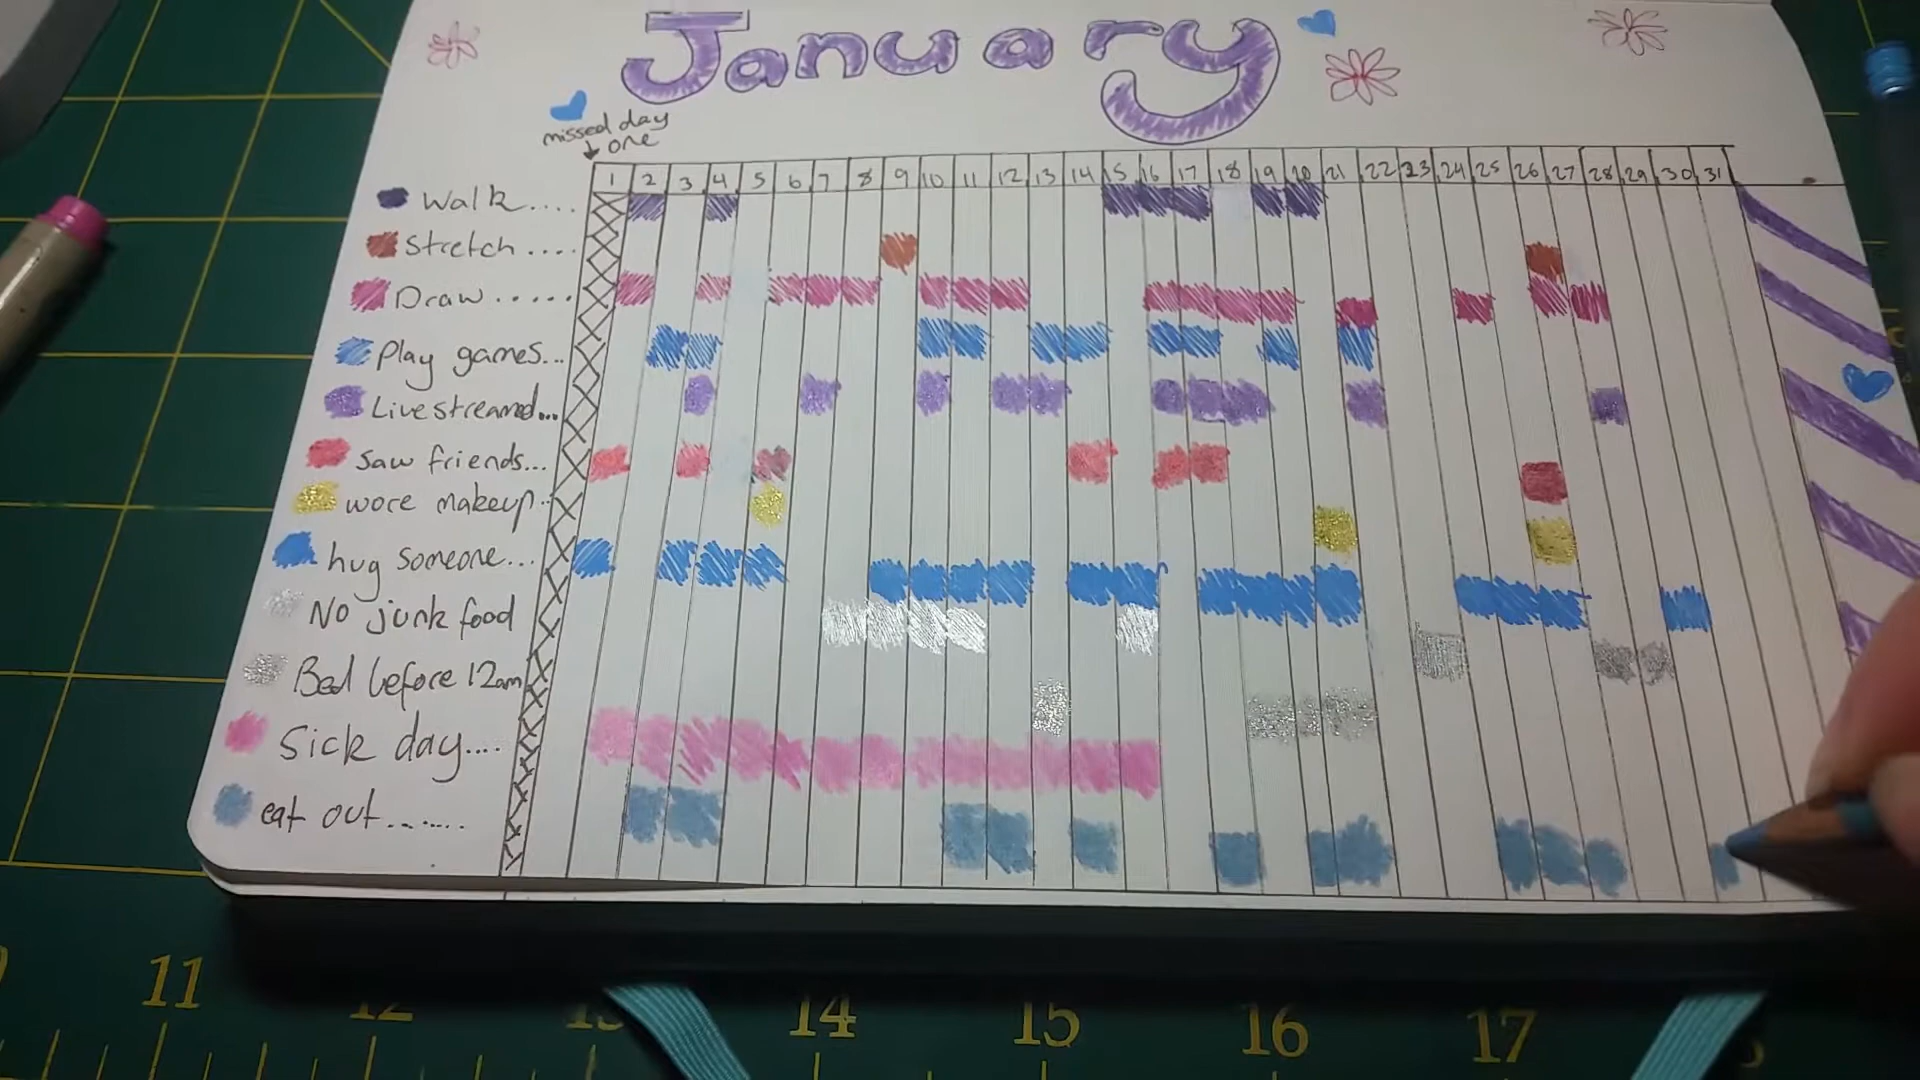 January
missed day
one
1 2 3 4 5 6 7 8 9 10 11 12 13 14 15 16 17 18 19 20 21 22 23 24 25 26 27 28 29 30 31
Walk....
Stretch....
Draw......
Play games...
Livestreamed...
Saw friends...
wore makeup..
hug someone...
No junk food
Bed before 12am
Sick day....
eat out.......
11 12 13 14 15 16 17